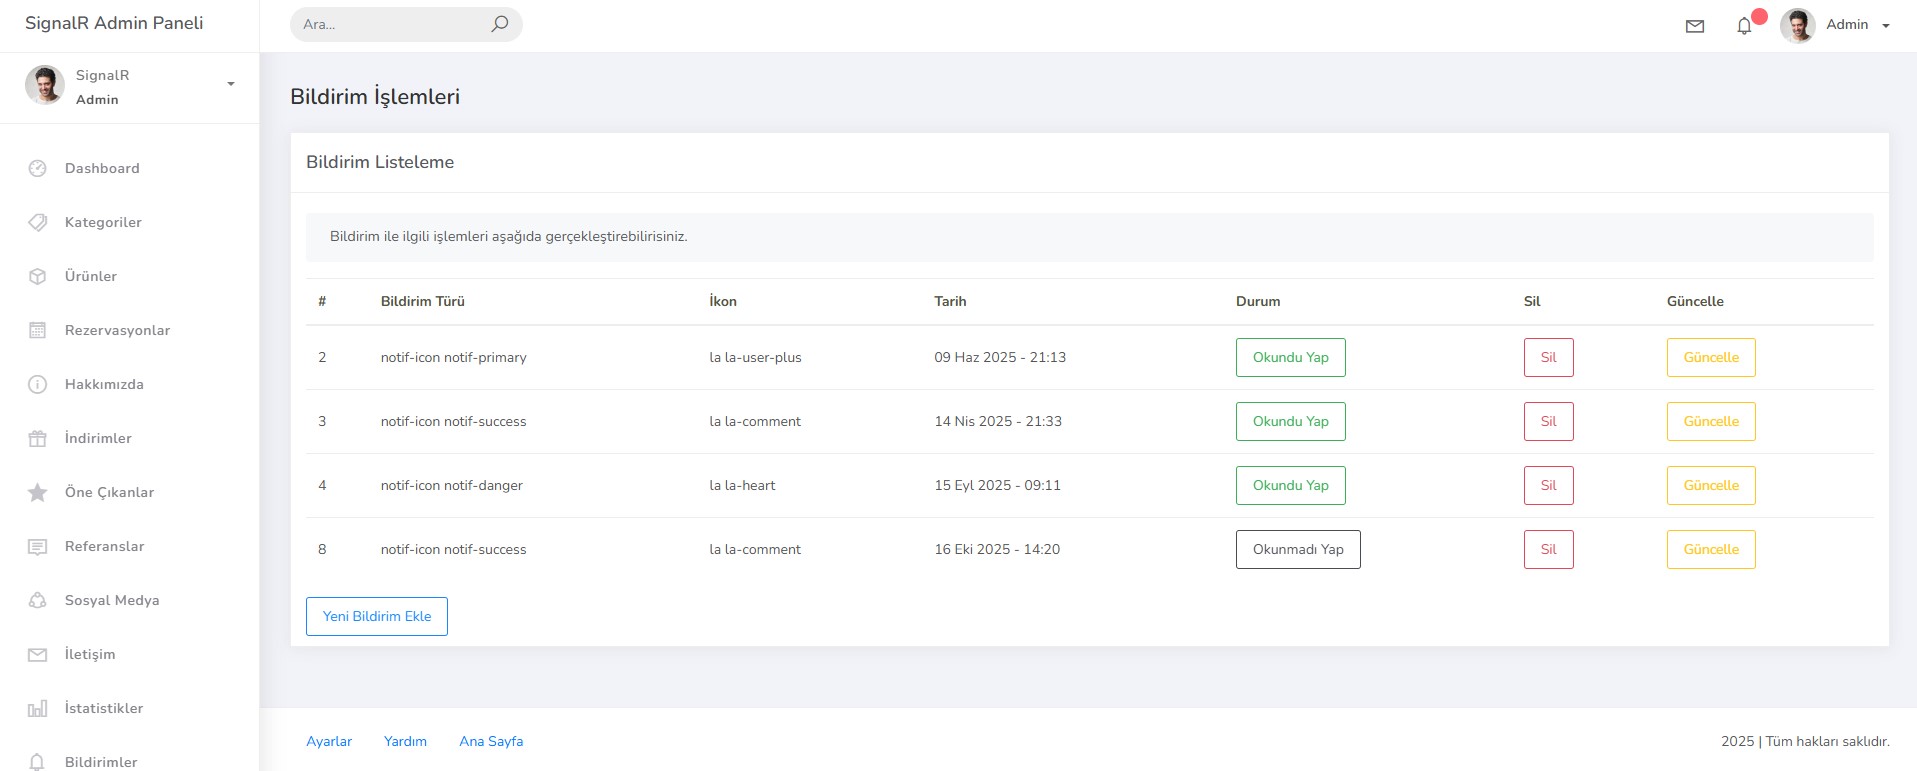 SignalR Admin Paneli
Ara...
Admin
SignalR
Admin
Dashboard
Kategoriler
Ürünler
Rezervasyonlar
Hakkımızda
İndirimler
Öne Çıkanlar
Referanslar
Sosyal Medya
İletişim
İstatistikler
Bildirimler
Bildirim İşlemleri
Bildirim Listeleme
Bildirim ile ilgili işlemleri aşağıda gerçekleştirebilirisiniz.
# Bildirim Türü İkon Tarih Durum Sil Güncelle
2 notif-icon notif-primary la la-user-plus 09 Haz 2025 - 21:13 Okundu Yap Sil Güncelle
3 notif-icon notif-success la la-comment 14 Nis 2025 - 21:33 Okundu Yap Sil Güncelle
4 notif-icon notif-danger la la-heart 15 Eyl 2025 - 09:11 Okundu Yap Sil Güncelle
8 notif-icon notif-success la la-comment 16 Eki 2025 - 14:20 Okunmadı Yap Sil Güncelle
Yeni Bildirim Ekle
Ayarlar Yardım Ana Sayfa
2025 | Tüm hakları saklıdır.